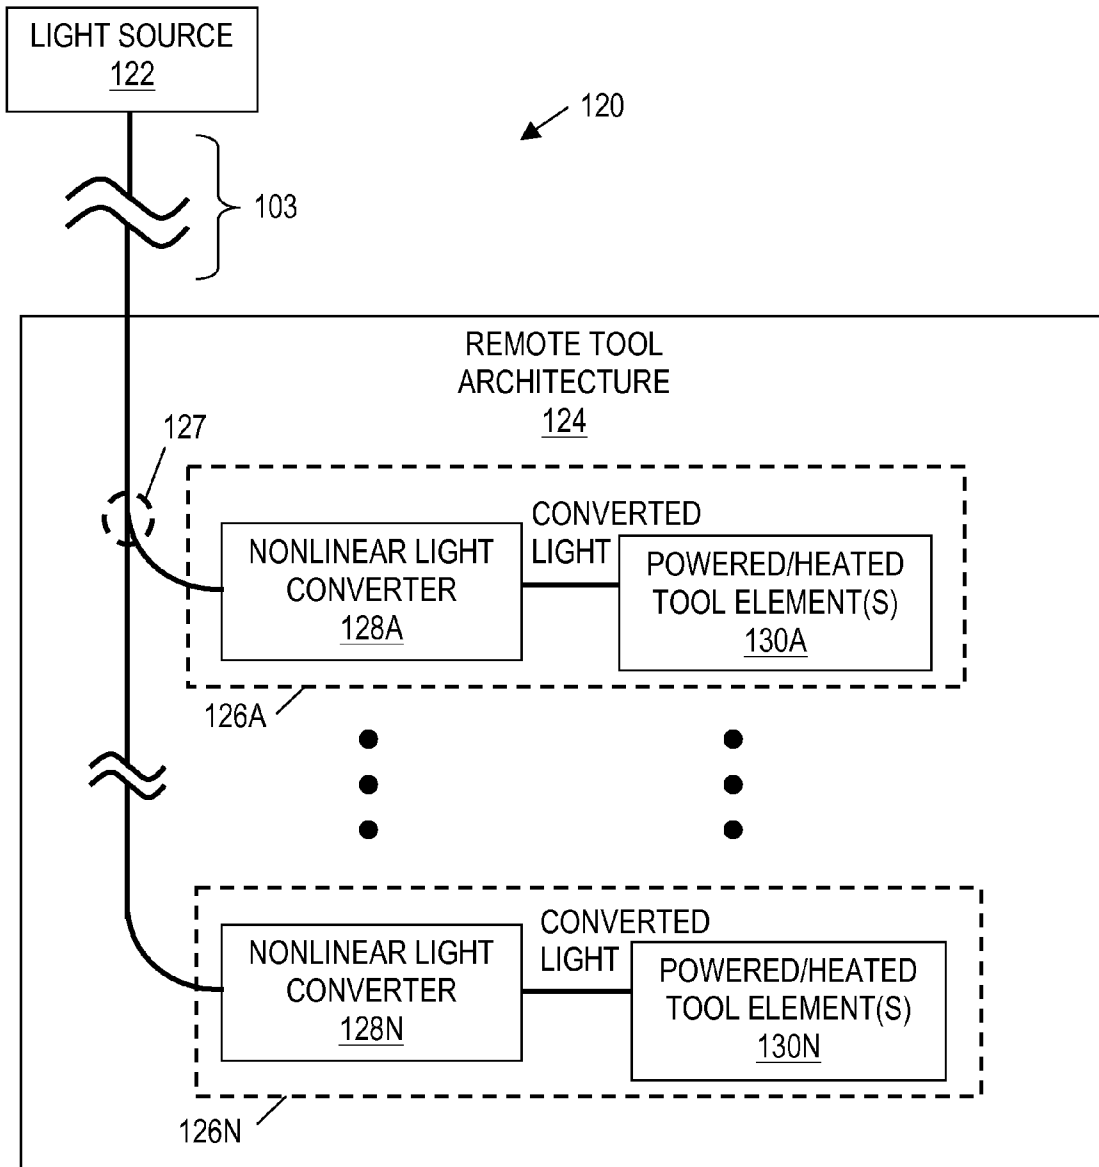 LIGHT SOURCE
122
120
103
REMOTE TOOL
ARCHITECTURE
124
127
CONVERTED
LIGHT
NONLINEAR LIGHT
CONVERTER
128A
POWERED/HEATED
TOOL ELEMENT(S)
130A
126A
CONVERTED
LIGHT
NONLINEAR LIGHT
CONVERTER
128N
POWERED/HEATED
TOOL ELEMENT(S)
130N
126N